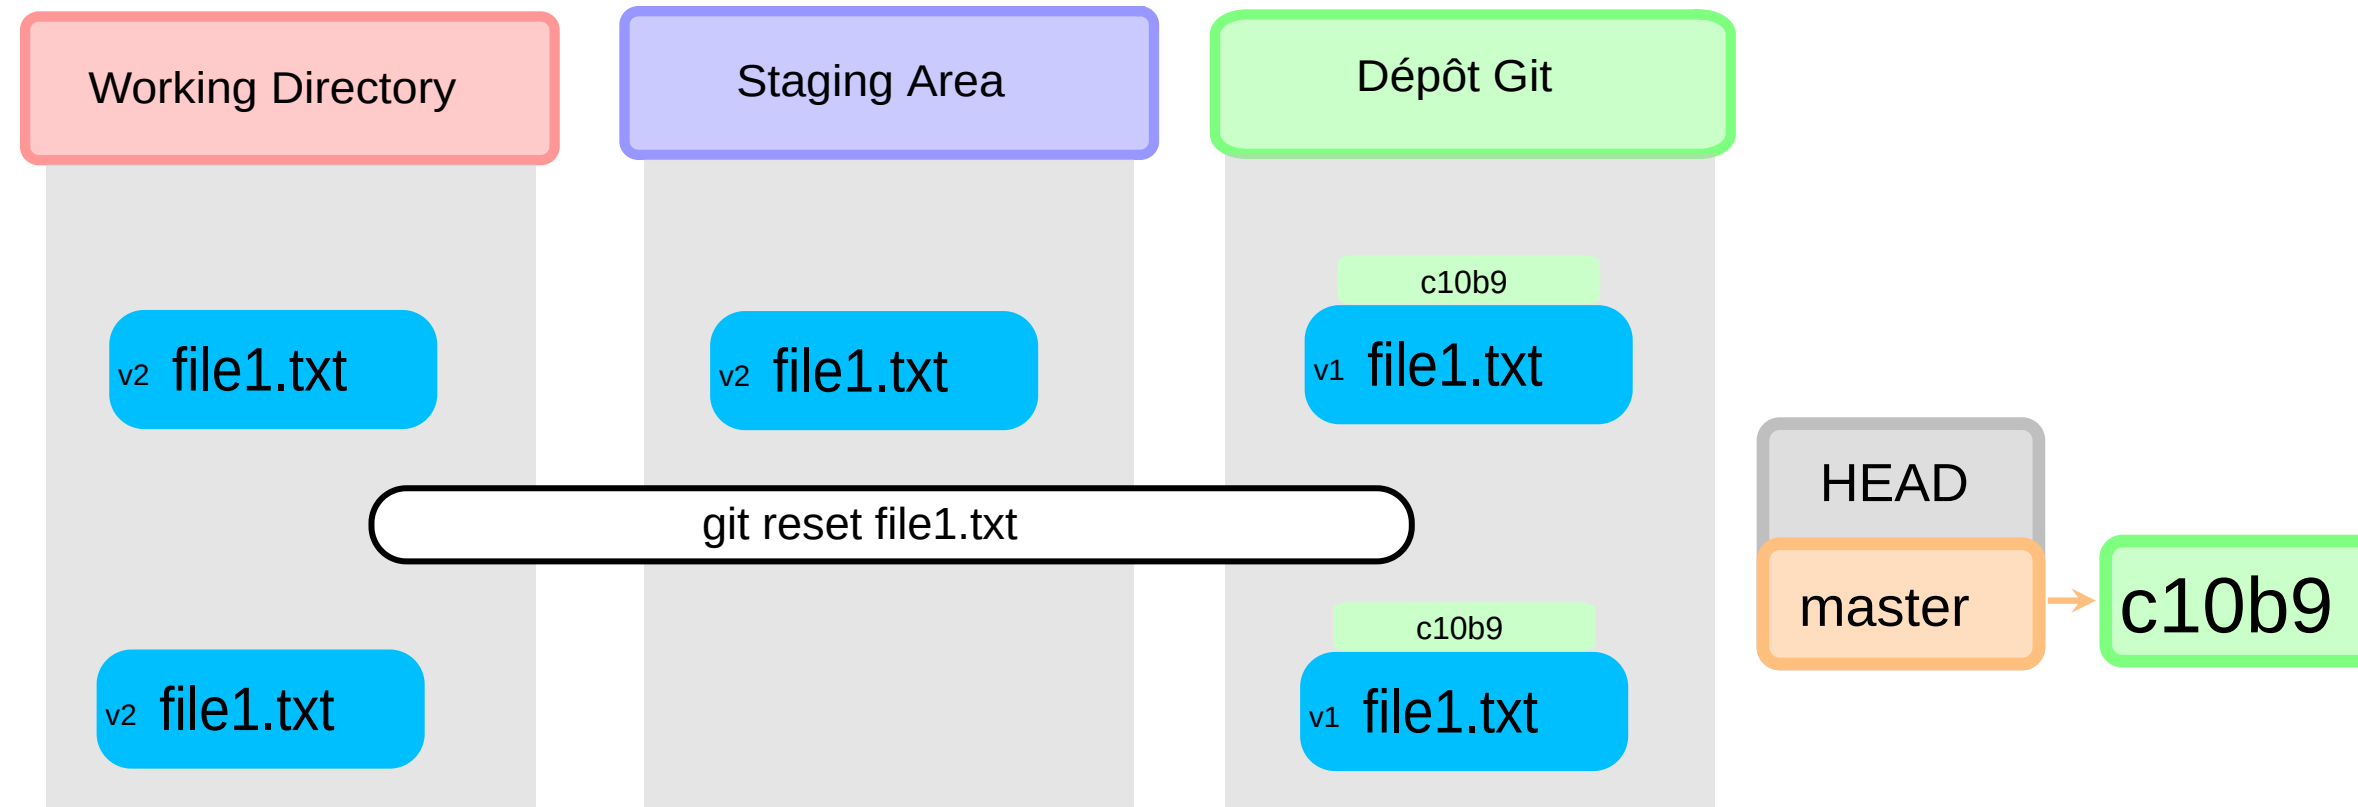 Working Directory
Staging Area
Dépôt Git
c10b9
v2 file1.txt
v2 file1.txt
v1 file1.txt
git reset file1.txt
HEAD
master
c10b9
c10b9
v2 file1.txt
v1 file1.txt